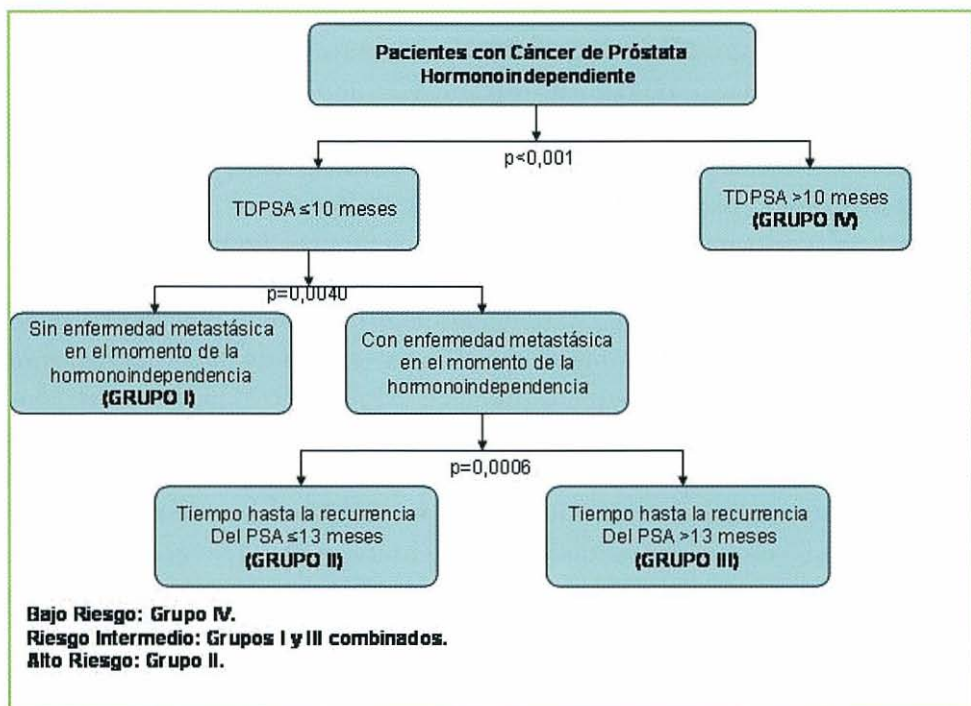 Pacientes con Cáncer de Próstata
Hormonoindependiente
p<0,001
TDPSA ≤10 meses
TDPSA >10 meses
(GRUPO IV)
p=0,0040
Sin enfermedad metastásica
en el momento de la
hormonoindependencia
(GRUPO I)
Con enfermedad metastásica
en el momento de la
hormonoindependencia
p=0,0006
Tiempo hasta la recurrencia
Del PSA ≤13 meses
(GRUPO II)
Tiempo hasta la recurrencia
Del PSA >13 meses
(GRUPO III)
Bajo Riesgo: Grupo IV.
Riesgo Intermedio: Grupos I y III combinados.
Alto Riesgo: Grupo II.